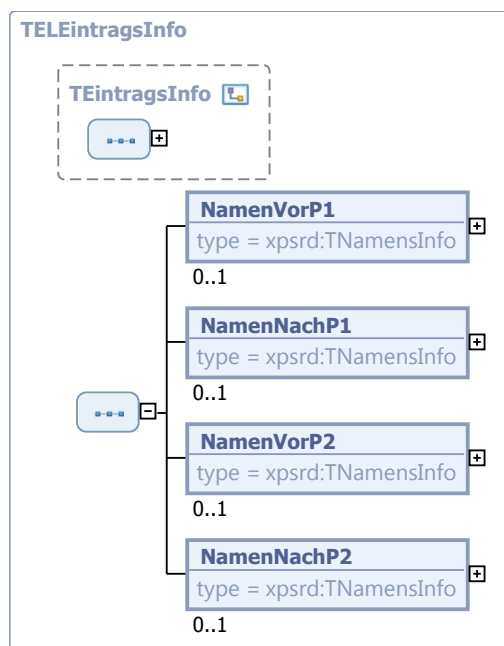 TELEintragsInfo
TEintragsInfo
NamenVorP1
type = xpsrd:TNamensInfo
0..1
NamenNachP1
type = xpsrd:TNamensInfo
0..1
NamenVorP2
type = xpsrd:TNamensInfo
0..1
NamenNachP2
type = xpsrd:TNamensInfo
0..1